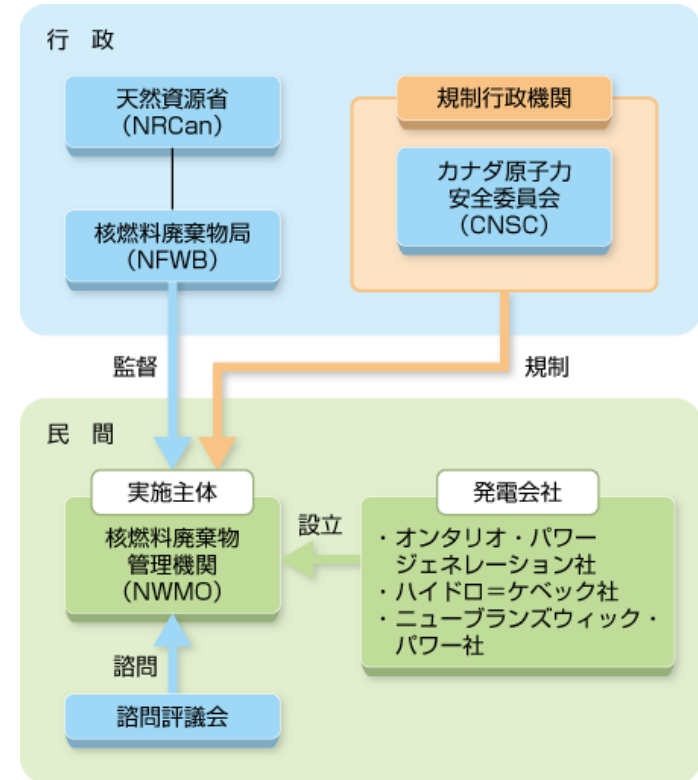 行 政
天然資源省
（NRCan）
規制行政機関
カナダ原子力
安全委員会
（CNSC）
核燃料廃棄物局
（NFWB）
監督
規制
民 間
実施主体
核燃料廃棄物
管理機関
（NWMO）
設立
発電会社
・オンタリオ・パワー
ジェネレーション社
・ハイドロ＝ケベック社
・ニューブランズウィック・
パワー社
諮問
諮問評議会